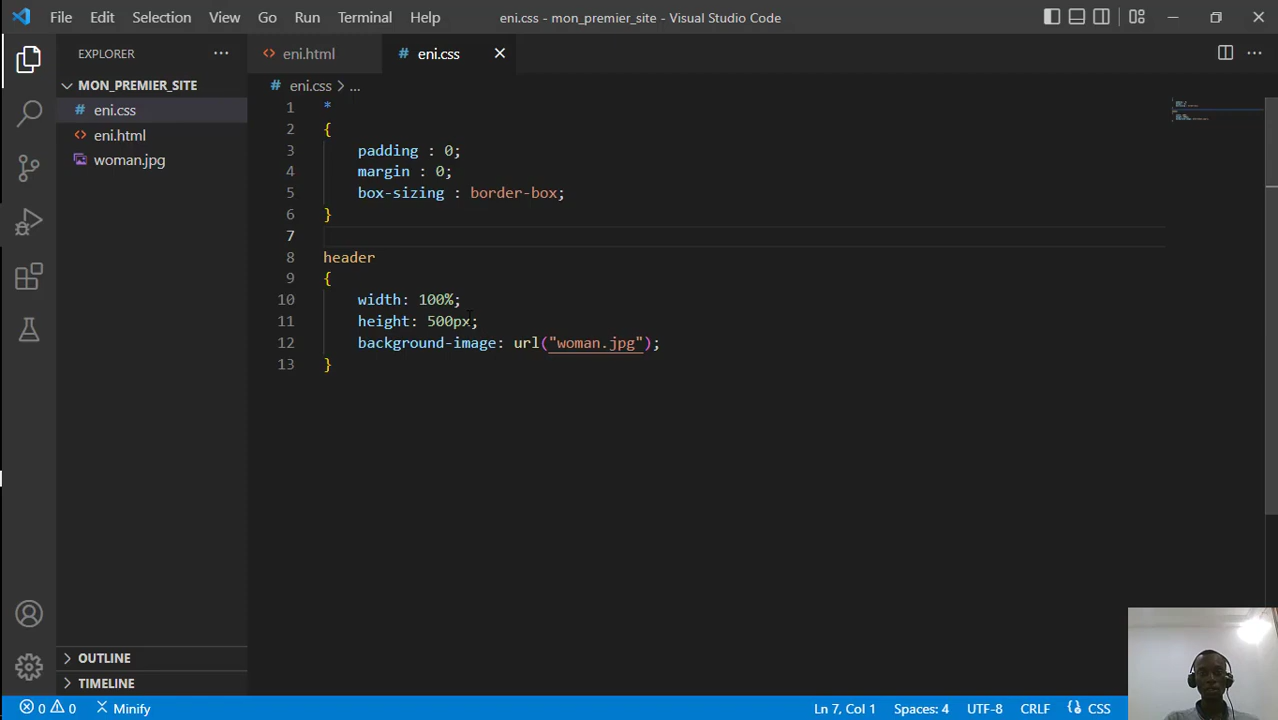 File Edit Selection View Go Run Terminal Help
eni.css - mon_premier_site - Visual Studio Code
EXPLORER
MON_PREMIER_SITE
# eni.css
<> eni.html
woman.jpg
OUTLINE
TIMELINE
<> eni.html
# eni.css
# eni.css > ...
1 *
2 {
3 padding : 0;
4 margin : 0;
5 box-sizing : border-box;
6 }
7
8 header
9 {
10 width: 100%;
11 height: 500px;
12 background-image: url("woman.jpg");
13 }
0 0 Minify
Ln 7, Col 1 Spaces: 4 UTF-8 CRLF {} CSS